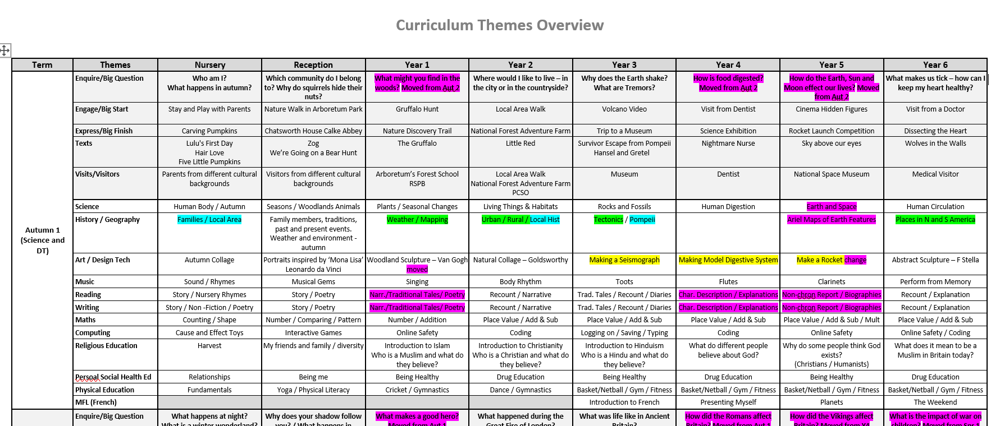 Curriculum Themes Overview
Term Themes Nursery Reception Year 1 Year 2 Year 3 Year 4 Year 5 Year 6
Autumn 1
(Science and
DT)
Enquire/Big Question
Who am I?
What happens in autumn?
Which community do I belong
to? Why do squirrels hide their
nuts?
What might you find in the
woods? Moved from Aut 2
Where would I like to live – in
the city or in the countryside?
Why does the Earth shake?
What are Tremors?
How is food digested?
Moved from Aut 2
How do the Earth, Sun and
Moon effect our lives? Moved
from Aut 2
What makes us tick – how can I
keep my heart healthy?
Engage/Big Start
Stay and Play with Parents
Nature Walk in Arboretum Park
Gruffalo Hunt
Local Area Walk
Volcano Video
Visit from Dentist
Cinema Hidden Figures
Visit from a Doctor
Express/Big Finish
Carving Pumpkins
Chatsworth House Calke Abbey
Nature Discovery Trail
National Forest Adventure Farm
Trip to a Museum
Science Exhibition
Rocket Launch Competition
Dissecting the Heart
Texts
Lulu's First Day
Hair Love
Five Little Pumpkins
Zog
We’re Going on a Bear Hunt
The Gruffalo
Little Red
Survivor Escape from Pompeii
Hansel and Gretel
Nightmare Nurse
Sky above our eyes
Wolves in the Walls
Visits/Visitors
Parents from different cultural
backgrounds
Visitors from different cultural
backgrounds
Arboretum’s Forest School
RSPB
Local Area Walk
National Forest Adventure Farm
PCSO
Museum
Dentist
National Space Museum
Medical Visitor
Science
Human Body / Autumn
Seasons / Woodlands Animals
Plants / Seasonal Changes
Living Things & Habitats
Rocks and Fossils
Human Digestion
Earth and Space
Human Circulation
History / Geography
Families / Local Area
Family members, traditions,
past and present events.
Weather and environment -
autumn
Weather / Mapping
Urban / Rural / Local Hist
Tectonics / Pompeii
Ariel Maps of Earth Features
Places in N and S America
Art / Design Tech
Autumn Collage
Portraits inspired by ‘Mona Lisa’
Leonardo da Vinci
Woodland Sculpture – Van Gogh
moved
Natural Collage – Goldsworthy
Making a Seismograph
Making Model Digestive System
Make a Rocket change
Abstract Sculpture – F Stella
Music
Sound / Rhymes
Musical Gems
Singing
Body Rhythm
Toots
Flutes
Clarinets
Perform from Memory
Reading
Story / Nursery Rhymes
Story / Poetry
Narr./Traditional Tales/ Poetry
Recount / Narrative
Trad. Tales / Recount / Diaries
Char. Description / Explanations
Non-chron Report / Biographies
Recount / Explanation
Writing
Story / Non -Fiction / Poetry
Story / Poetry
Narr./Traditional Tales/ Poetry
Recount / Narrative
Trad. Tales / Recount / Diaries
Char. Description / Explanations
Non-chron Report / Biographies
Recount / Explanation
Maths
Counting / Shape
Number / Comparing / Pattern
Number / Addition
Place Value / Add & Sub
Place Value / Add & Sub
Place Value / Add & Sub
Place Value / Add & Sub / Mult
Place Value / Add & Sub
Computing
Cause and Effect Toys
Interactive Games
Online Safety
Coding
Logging on / Saving / Typing
Coding
Online Safety
Online Safety / Coding
Religious Education
Harvest
My friends and family / diversity
Introduction to Islam
Who is a Muslim and what do
they believe?
Introduction to Christianity
Who is a Christian and what do
they believe?
Introduction to Hinduism
Who is a Hindu and what do
they believe?
What do different people
believe about God?
Why do some people think God
exists?
(Christians / Humanists)
What does it mean to be a
Muslim in Britain today?
Persoal Social Health Ed
Relationships
Being me
Being Healthy
Drug Education
Being Healthy
Drug Education
Being Healthy
Drug Education
Physical Education
Fundamentals
Yoga / Physical Literacy
Cricket / Gymnastics
Dance / Gymnastics
Basket/Netball / Gym / Fitness
Basket/Netball / Gym / Fitness
Basket/Netball / Gym / Fitness
Basket/Netball / Gym / Fitness
MFL (French)
Introduction to French
Presenting Myself
Planets
The Weekend
Enquire/Big Question
What happens at night?
What is a winter wonderland?
Why does your shadow follow
you? / What happens in
What makes a good hero?
Moved from Aut 1
What happened during the
Great Fire of London?
What was life like in Ancient
Britain?
How did the Romans affect
Britain? Moved from Aut 1
How did the Vikings affect
Britain? Moved from Y4
What is the impact of war on
children? Moved from Spr 1